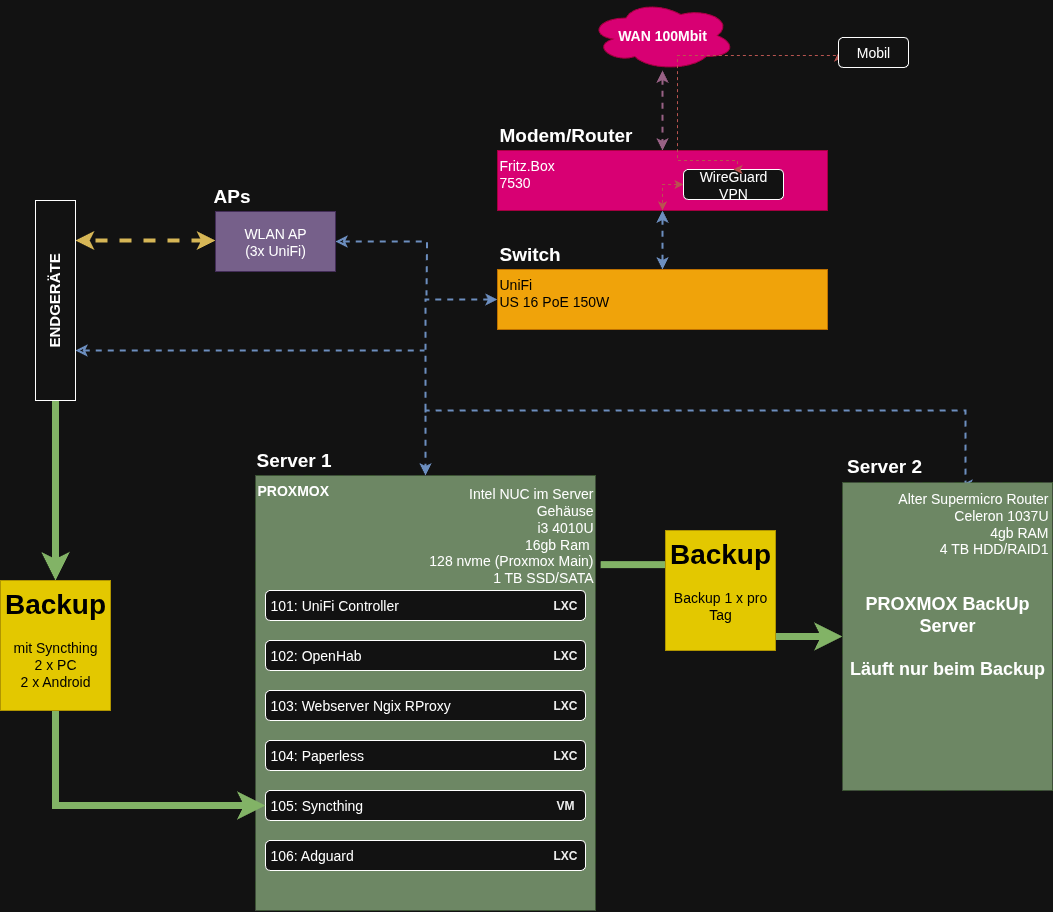 WAN 100Mbit
Mobil
Modem/Router
Fritz.Box
7530
WireGuard
VPN
APs
WLAN AP
(3x UniFi)
ENDGERÄTE
Switch
UniFi
US 16 PoE 150W
Server 1
PROXMOX
Intel NUC im Server
Gehäuse
i3 4010U
16gb Ram
128 nvme (Proxmox Main)
1 TB SSD/SATA
101: UniFi Controller LXC
102: OpenHab LXC
103: Webserver Ngix RProxy LXC
104: Paperless LXC
105: Syncthing VM
106: Adguard LXC
Backup
mit Syncthing
2 x PC
2 x Android
Backup
Backup 1 x pro
Tag
Server 2
Alter Supermicro Router
Celeron 1037U
4gb RAM
4 TB HDD/RAID1
PROXMOX BackUp
Server
Läuft nur beim Backup